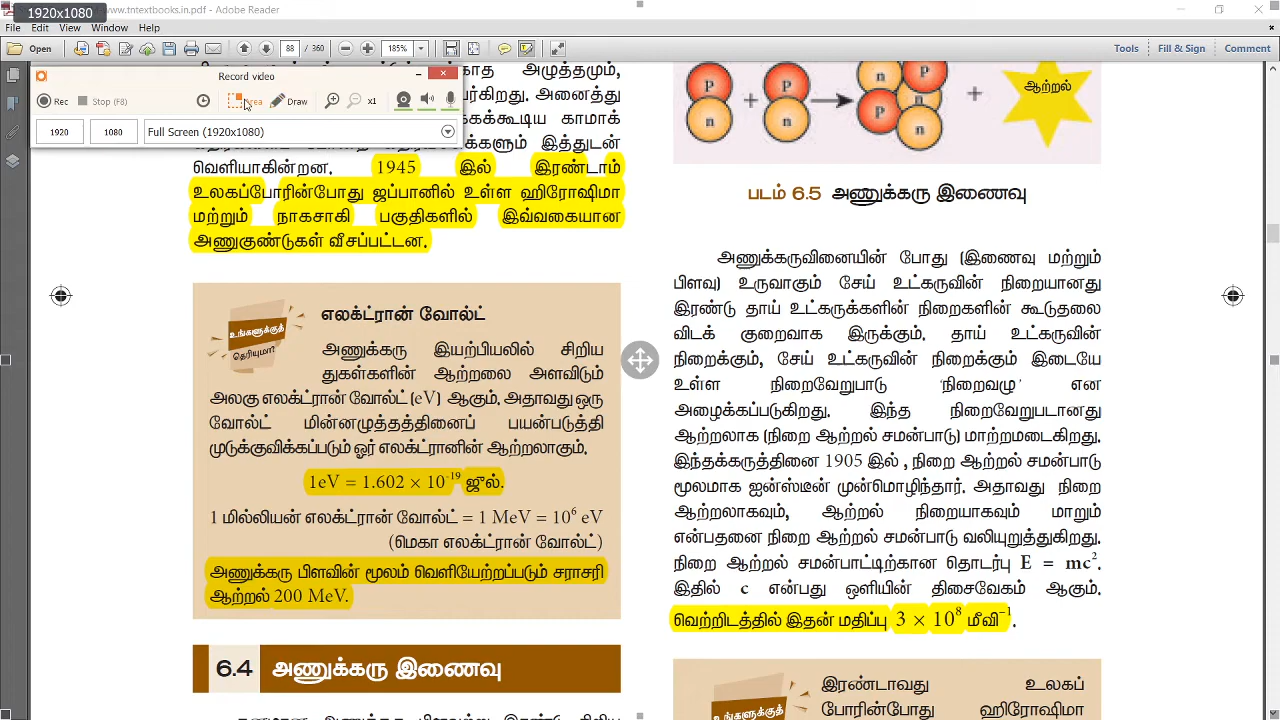 1920x1080
www.tntextbooks.in.pdf - Adobe Reader
File Edit View Window Help
Open 88 / 360 185% Tools Fill & Sign Comment
Record video
Rec Stop (F8) Area Draw x1
1920 1080 Full Screen (1920x1080)
அழுத்தமும்,
அனைத்து
காமாக்
இத்துடன்
வெளியாகின்றன. 1945 இல் இரண்டாம்
உலகப்போரின்போது ஜப்பானில் உள்ள ஹிரோஷிமா
மற்றும் நாகசாகி பகுதிகளில் இவ்வகையான
அணுகுண்டுகள் வீசப்பட்டன.
உங்களுக்குத்
தெரியுமா?
எலக்ட்ரான் வோல்ட்
அணுக்கரு இயற்பியலில் சிறிய
துகள்களின் ஆற்றலை அளவிடும்
அலகு எலக்ட்ரான் வோல்ட் (eV) ஆகும். அதாவது ஒரு
வோல்ட் மின்னழுத்தத்தினைப் பயன்படுத்தி
முடுக்குவிக்கப்படும் ஓர் எலக்ட்ரானின் ஆற்றலாகும்.
1eV = 1.602 × 10⁻¹⁹ ஜுல்.
1 மில்லியன் எலக்ட்ரான் வோல்ட் = 1 MeV = 10⁶ eV
(மெகா எலக்ட்ரான் வோல்ட்)
அணுக்கரு பிளவின் மூலம் வெளியேற்றப்படும் சராசரி
ஆற்றல் 200 MeV.
6.4 அணுக்கரு இணைவு
P P n P
+ → P n + ஆற்றல்
n n n
படம் 6.5 அணுக்கரு இணைவு
அணுக்கருவினையின் போது (இணைவு மற்றும்
பிளவு) உருவாகும் சேய் உட்கருவின் நிறையானது
இரண்டு தாய் உட்கருக்களின் நிறைகளின் கூடுதலை
விடக் குறைவாக இருக்கும். தாய் உட்கருவின்
நிறைக்கும், சேய் உட்கருவின் நிறைக்கும் இடையே
உள்ள நிறைவேறுபாடு ‘நிறைவழு’ என
அழைக்கப்படுகிறது. இந்த நிறைவேறுபடானது
ஆற்றலாக (நிறை ஆற்றல் சமன்பாடு) மாற்றமடைகிறது.
இந்தக்கருத்தினை 1905 இல் , நிறை ஆற்றல் சமன்பாடு
மூலமாக ஐன்ஸ்டீன் முன்மொழிந்தார். அதாவது நிறை
ஆற்றலாகவும், ஆற்றல் நிறையாகவும் மாறும்
என்பதனை நிறை ஆற்றல் சமன்பாடு வலியுறுத்துகிறது.
நிறை ஆற்றல் சமன்பாட்டிற்கான தொடர்பு E = mc².
இதில் c என்பது ஒளியின் திசைவேகம் ஆகும்.
வெற்றிடத்தில் இதன் மதிப்பு 3 × 10⁸ மீவி⁻¹.
உங்களுக்குத்
இரண்டாவது உலகப்
போரின்போது ஹிரோஷிமா